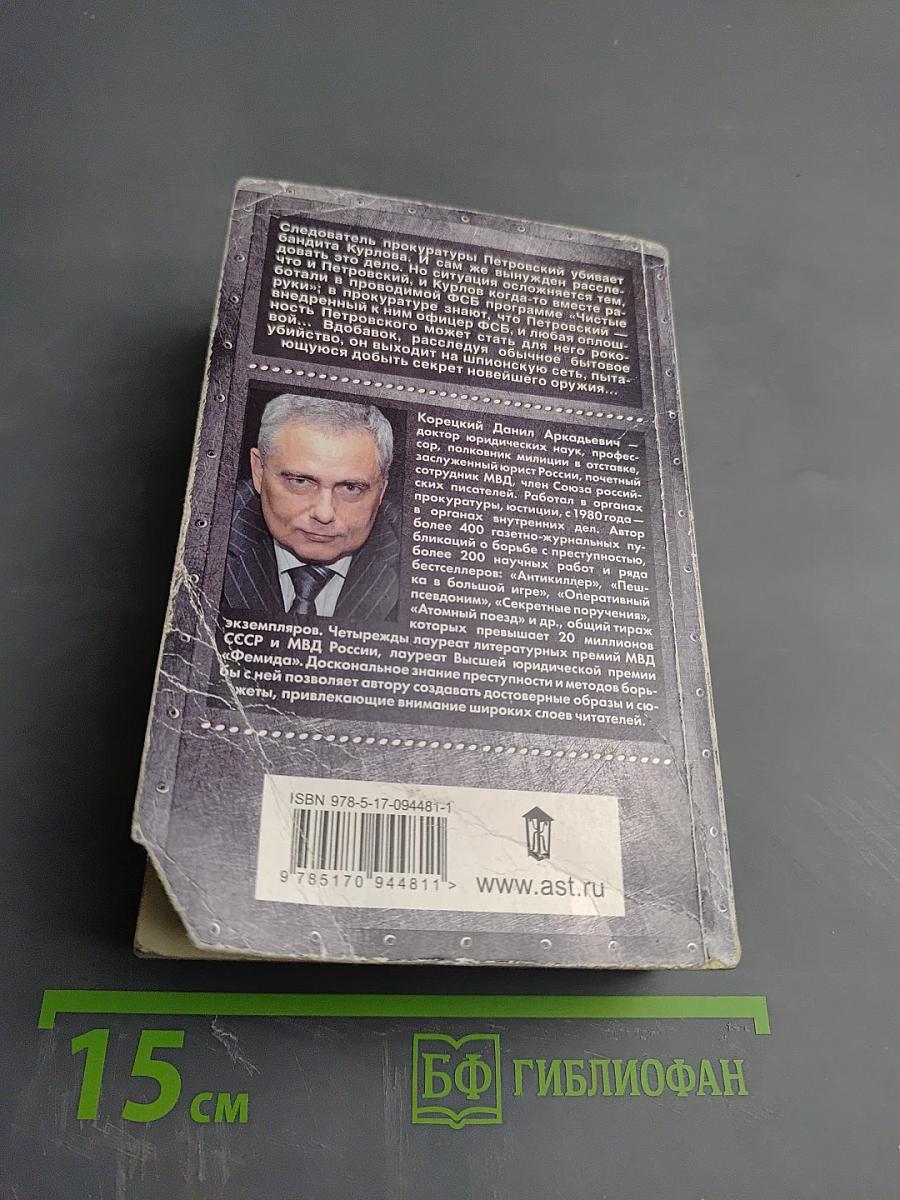 Следователь прокуратуры Петровский убивает
бандита Курлова. И сам же вынужден рассле-
довать это дело. Но ситуация осложняется тем,
что и Петровский, и Курлов когда-то вместе ра-
ботали в проводимой ФСБ программе «Чистые
руки»; в прокуратуре знают, что Петровский —
внедренный к ним офицер ФСБ, и любая оплош-
ность Петровского может стать для него роко-
вой... Вдобавок, расследуя обычное бытовое
убийство, он выходит на шпионскую сеть, пыта-
ющуюся добыть секрет новейшего оружия...
Корецкий Данил Аркадьевич —
доктор юридических наук, профес-
сор, полковник милиции в отставке,
заслуженный юрист России, почетный
сотрудник МВД, член Союза россий-
ских писателей. Работал в органах
прокуратуры, юстиции, с 1980 года —
в органах внутренних дел. Автор
более 400 газетно-журнальных пу-
бликаций о борьбе с преступностью,
более 200 научных работ и ряда
бестселлеров: «Антикиллер», «Пеш-
ка в большой игре», «Оперативный
псевдоним», «Секретные поручения»,
«Атомный поезд» и др., общий тираж
которых превышает 20 миллионов
экземпляров. Четырежды лауреат литературных премий МВД
СССР и МВД России, лауреат Высшей юридической премии
«Фемида». Доскональное знание преступности и методов борь-
бы с ней позволяет автору создавать достоверные образы и сю-
жеты, привлекающие внимание широких слоев читателей.
ISBN 978-5-17-094481-1
9 785170 944811 >
www.ast.ru
15 см
БФ ГИБЛИОФАН